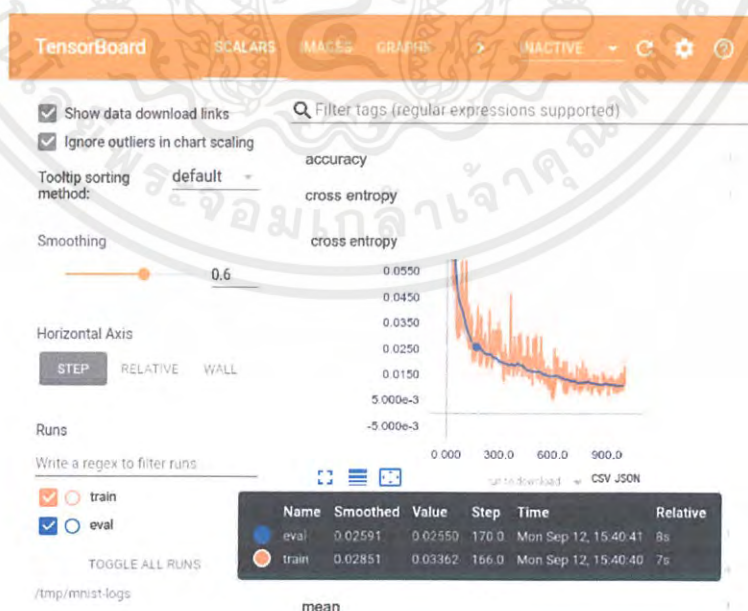 TensorBoard
SCALARS
IMAGES
GRAPHS
INACTIVE
Show data download links
Ignore outliers in chart scaling
Tooltip sorting method:
default
Smoothing
0.6
Horizontal Axis
STEP RELATIVE WALL
Runs
Write a regex to filter runs
train
eval
TOGGLE ALL RUNS
/tmp/mnist-logs
Filter tags (regular expressions supported)
accuracy
cross entropy
cross entropy
0.0550
0.0450
0.0350
0.0250
0.0150
5.000e-3
-5.000e-3
0.000 300.0 600.0 900.0
run to download CSV JSON
Name Smoothed Value Step Time Relative
eval 0.02591 0.02550 170.0 Mon Sep 12, 15:40:41 8s
train 0.02851 0.03362 166.0 Mon Sep 12, 15:40:40 7s
mean